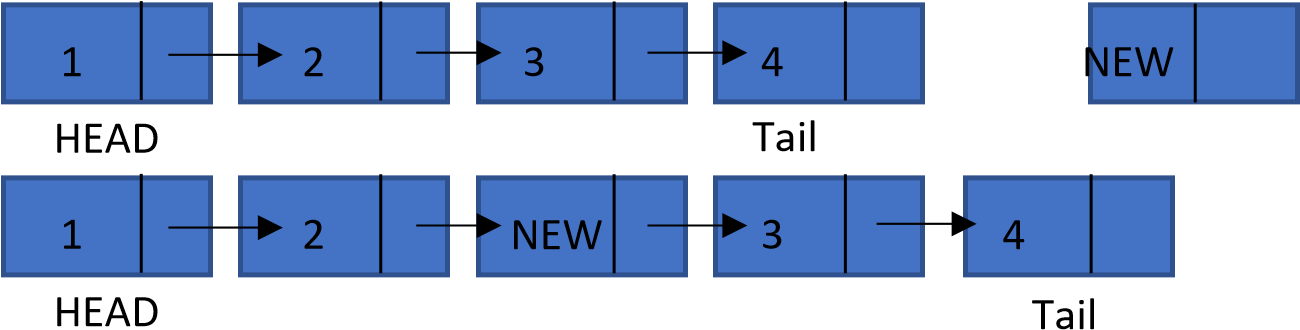 1 2 3 4 NEW
HEAD Tail
1 2 NEW 3 4
HEAD Tail